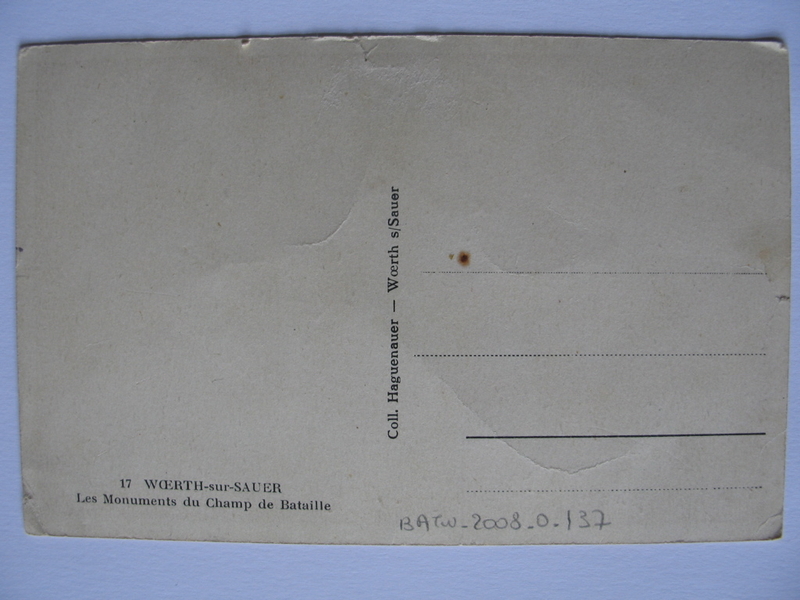 17 WŒRTH-sur-SAUER
Les Monuments du Champ de Bataille
Coll. Haguenauer — Wœrth s/Sauer
BATW-2008-0-137